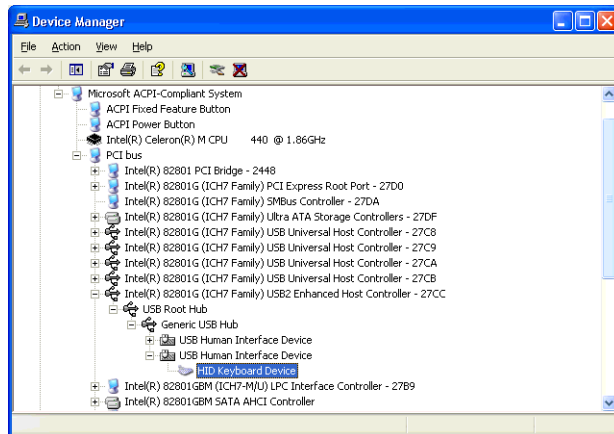 Device Manager
File Action View Help
Microsoft ACPI-Compliant System
ACPI Fixed Feature Button
ACPI Power Button
Intel(R) Celeron(R) M CPU 440 @ 1.86GHz
PCI bus
Intel(R) 82801 PCI Bridge - 2448
Intel(R) 82801G (ICH7 Family) PCI Express Root Port - 27D0
Intel(R) 82801G (ICH7 Family) SMBus Controller - 27DA
Intel(R) 82801G (ICH7 Family) Ultra ATA Storage Controllers - 27DF
Intel(R) 82801G (ICH7 Family) USB Universal Host Controller - 27C8
Intel(R) 82801G (ICH7 Family) USB Universal Host Controller - 27C9
Intel(R) 82801G (ICH7 Family) USB Universal Host Controller - 27CA
Intel(R) 82801G (ICH7 Family) USB Universal Host Controller - 27CB
Intel(R) 82801G (ICH7 Family) USB2 Enhanced Host Controller - 27CC
USB Root Hub
Generic USB Hub
USB Human Interface Device
USB Human Interface Device
HID Keyboard Device
Intel(R) 82801GBM (ICH7-M/U) LPC Interface Controller - 27B9
Intel(R) 82801GBM SATA AHCI Controller